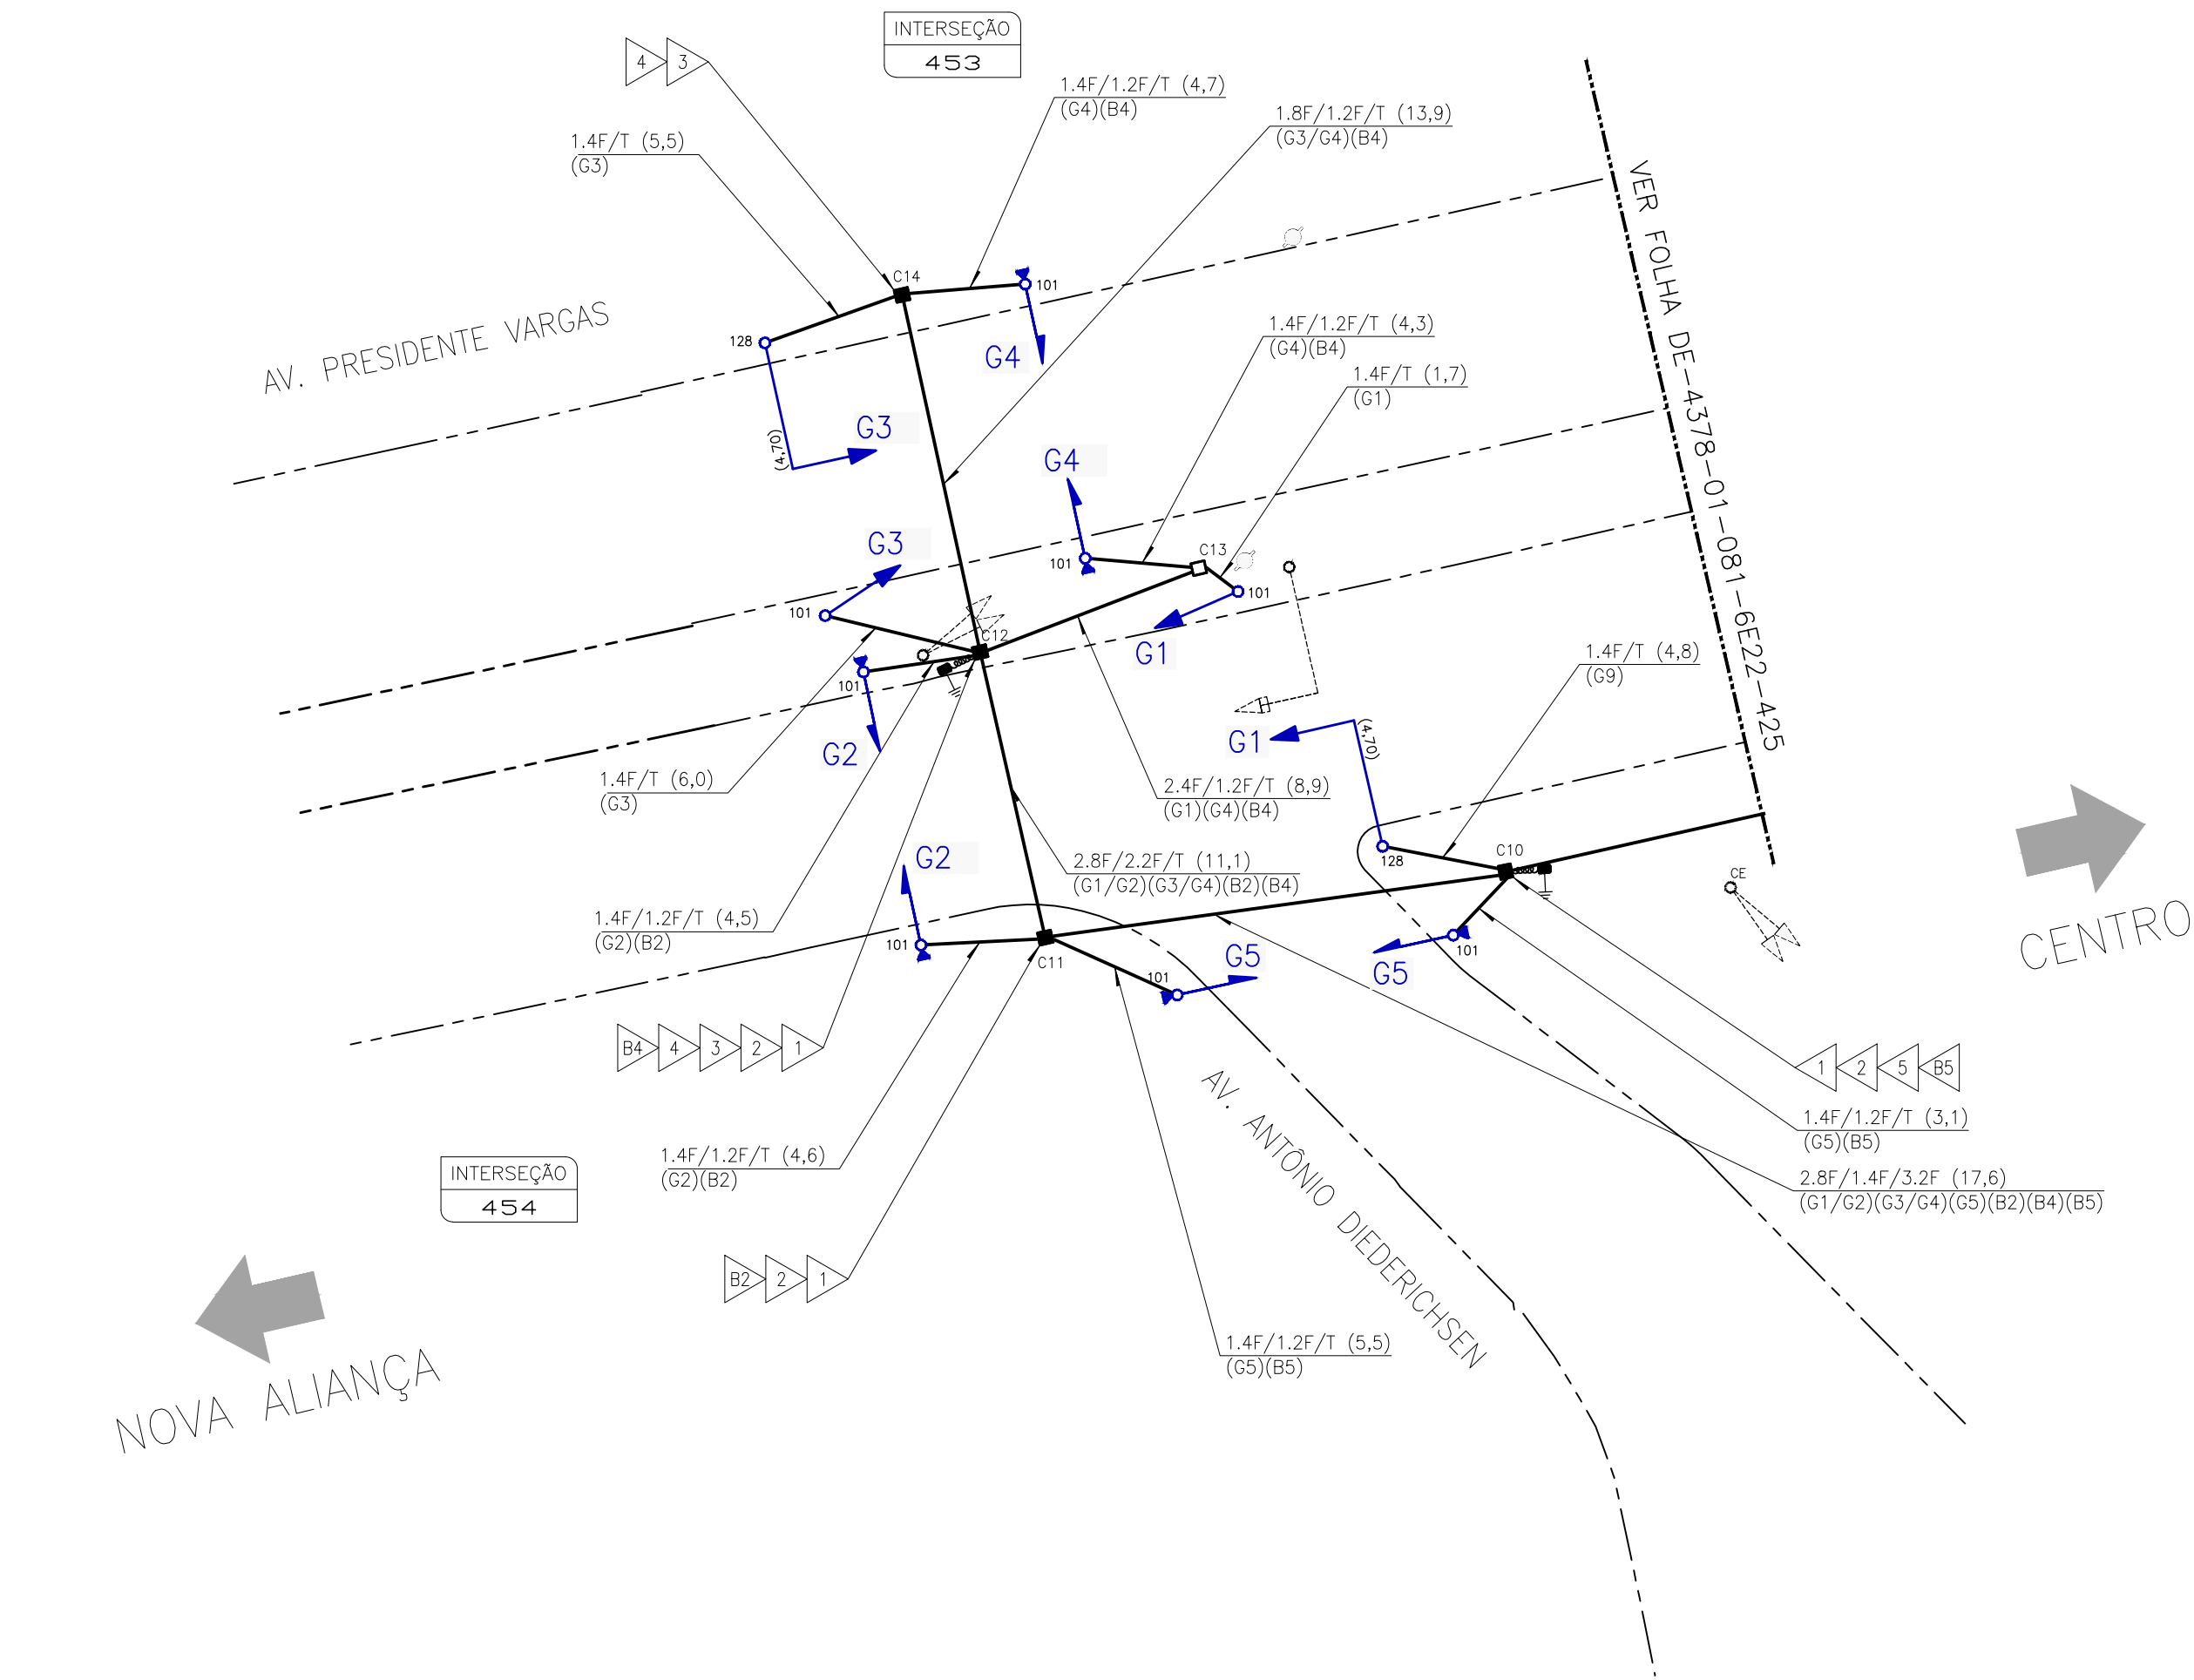 INTERSEÇÃO
453
4 3
1.4F/1.2F/T (4,7)
(G4)(B4)
1.8F/1.2F/T (13,9)
(G3/G4)(B4)
1.4F/T (5,5)
(G3)
VER FOLHA DE-4378-01-081-6E22-425
C14
101
128
G4
AV. PRESIDENTE VARGAS
1.4F/1.2F/T (4,3)
(G4)(B4)
1.4F/T (1,7)
(G1)
G3
(4,70)
G4
G3
C13
101
101
101
C12
G1
101
1.4F/T (4,8)
(G9)
G2
G1
(4,70)
1.4F/T (6,0)
(G3)
2.4F/1.2F/T (8,9)
(G1)(G4)(B4)
G2
2.8F/2.2F/T (11,1)
(G1/G2)(G3/G4)(B2)(B4)
128
C10
CE
1.4F/1.2F/T (4,5)
(G2)(B2)
101
C11
101
G5
G5
101
CENTRO
B4 4 3 2 1
1 2 5 B5
1.4F/1.2F/T (3,1)
(G5)(B5)
1.4F/1.2F/T (4,6)
(G2)(B2)
INTERSEÇÃO
454
2.8F/1.4F/3.2F (17,6)
(G1/G2)(G3/G4)(G5)(B2)(B4)(B5)
AV. ANTÔNIO DIEDERICHSEN
B2 2 1
1.4F/1.2F/T (5,5)
(G5)(B5)
NOVA ALIANÇA